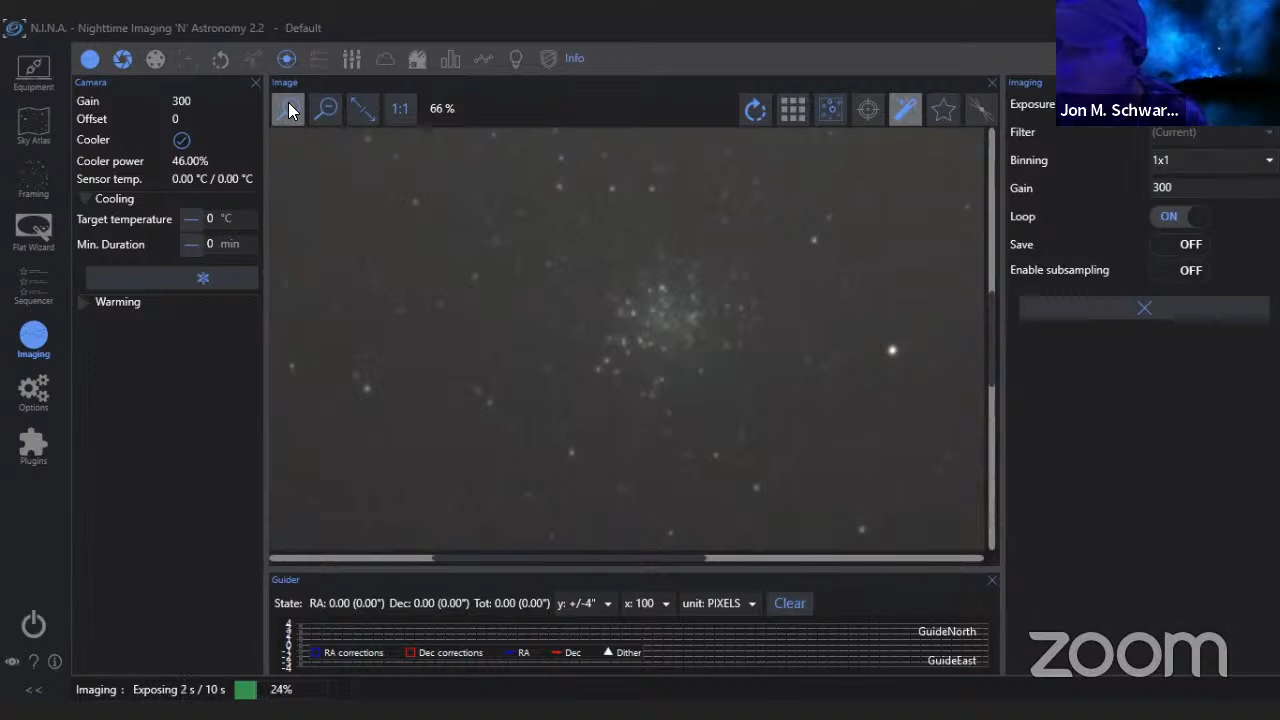 N.I.N.A. - Nighttime Imaging 'N' Astronomy 2.2 - Default
Equipment
Sky Atlas
Framing
Flat Wizard
Sequencer
Imaging
Options
Plugins
<<
Info
Camera
Gain 300
Offset 0
Cooler
Cooler power 46.00%
Sensor temp. 0.00 °C / 0.00 °C
Cooling
Target temperature 0 °C
Min. Duration 0 min
Warming
Image
1:1 66 %
Guider
State: RA: 0.00 (0.00") Dec: 0.00 (0.00") Tot: 0.00 (0.00") y: +/-4" x: 100 unit: PIXELS Clear
4
GuideNorth
RA corrections Dec corrections RA Dec Dither
GuideEast
Imaging
Exposure
Filter (Current)
Binning 1x1
Gain 300
Loop ON
Save OFF
Enable subsampling OFF
Jon M. Schwar...
zoom
Imaging : Exposing 2 s / 10 s 24%